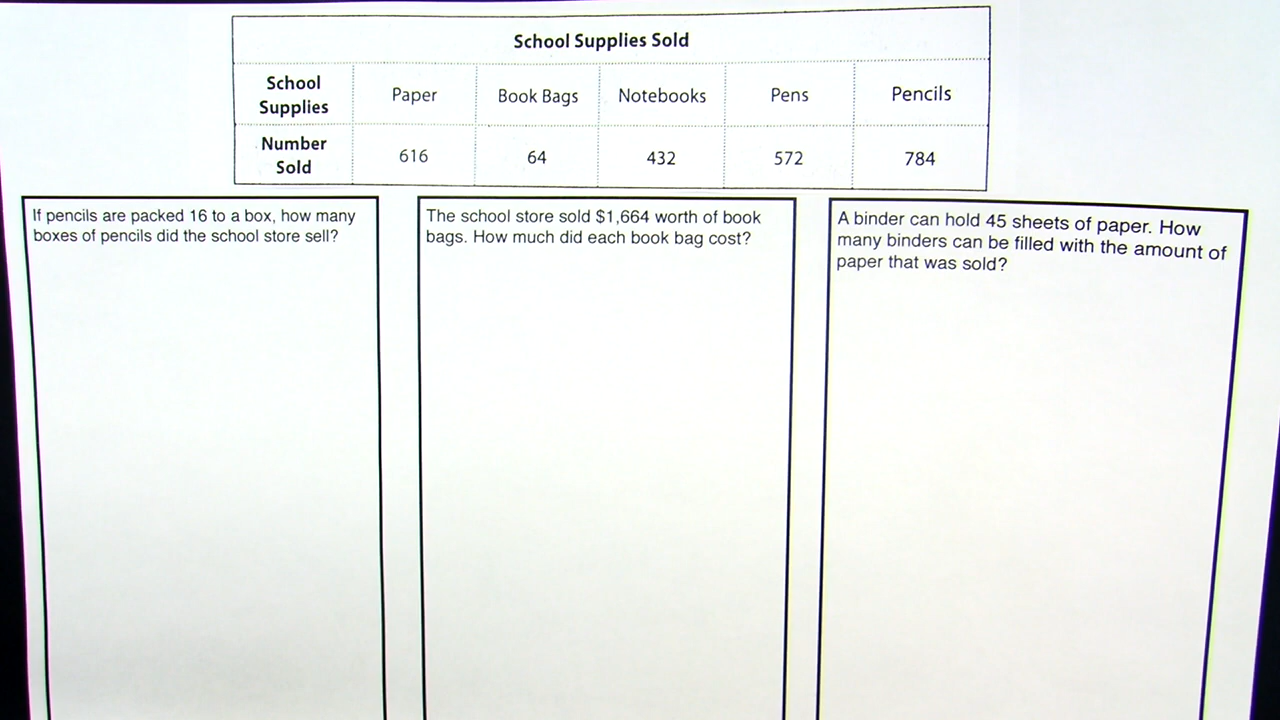 School Supplies Sold
School Supplies Paper Book Bags Notebooks Pens Pencils
Number Sold 616 64 432 572 784
If pencils are packed 16 to a box, how many
boxes of pencils did the school store sell?
The school store sold $1,664 worth of book
bags. How much did each book bag cost?
A binder can hold 45 sheets of paper. How
many binders can be filled with the amount of
paper that was sold?